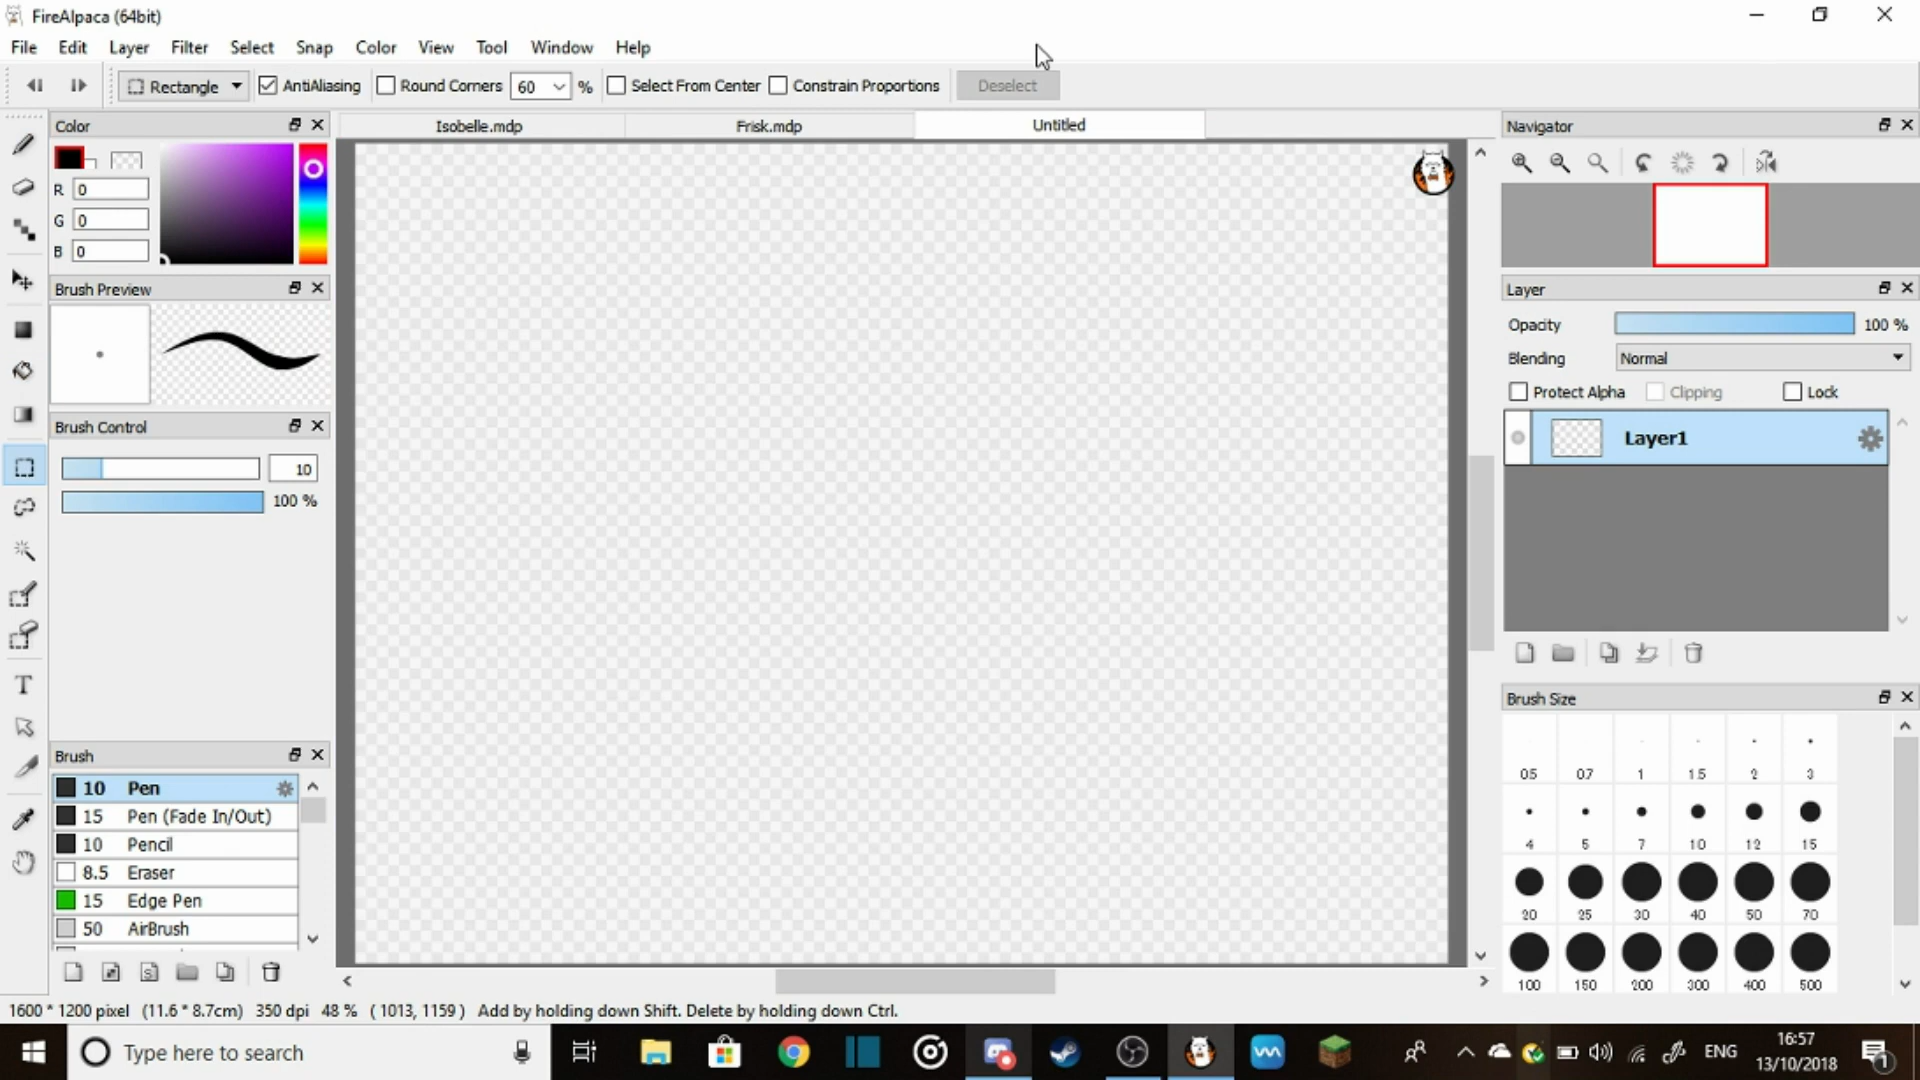 FireAlpaca (64bit)
File Edit Layer Filter Select Snap Color View Tool Window Help
Rectangle AntiAliasing Round Corners 60 % Select From Center Constrain Proportions Deselect
Color
R 0
G 0
B 0
Brush Preview
Brush Control
10
100 %
Brush
10 Pen
15 Pen (Fade In/Out)
10 Pencil
8.5 Eraser
15 Edge Pen
50 AirBrush
Isobelle.mdp Frisk.mdp Untitled
Navigator
Layer
Opacity 100 %
Blending Normal
Protect Alpha Clipping Lock
Layer1
Brush Size
0.5 0.7 1 1.5 2 3
4 5 7 10 12 15
20 25 30 40 50 70
100 150 200 300 400 500
1600 * 1200 pixel (11.6 * 8.7cm) 350 dpi 48 % ( 1013, 1159 ) Add by holding down Shift. Delete by holding down Ctrl.
Type here to search
ENG
16:57
13/10/2018
1